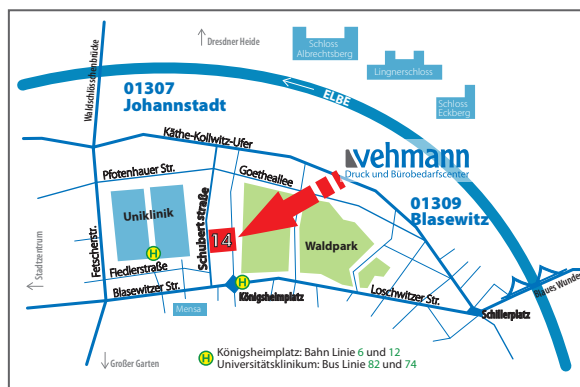 Dresdner Heide
Schloss
Albrechtsberg
Lingnerschloss
Schloss
Eckberg
Waldschlösschenbrücke
01307
Johannstadt
ELBE
Käthe-Kollwitz-Ufer
vehmann
Druck und Bürobedarfscenter
Pfotenhauer Str.
Goetheallee
01309
Blasewitz
Uniklinik
Schubertstraße
14
Waldpark
Stadtzentrum
Fetscherstr.
H
Fiedlerstraße
Blasewitzer Str.
H
Königsheimplatz
Loschwitzer Str.
Blaues Wunder
Mensa
Schillerplatz
Großer Garten
H
Königsheimplatz: Bahn Linie 6 und 12
Universitätsklinikum: Bus Linie 82 und 74